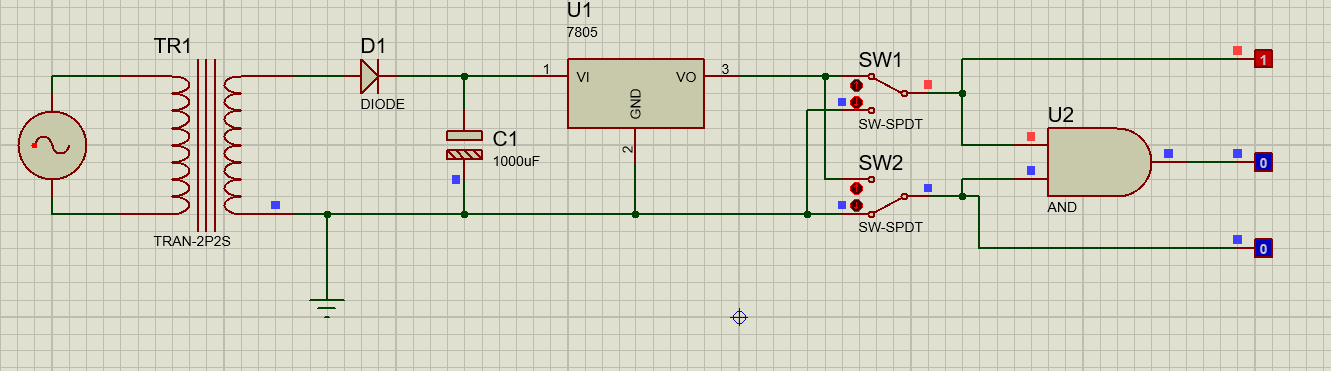 TR1
TRAN-2P2S
D1
DIODE
C1
1000uF
U1
7805
1
VI
VO
3
GND
2
SW1
SW-SPDT
SW2
SW-SPDT
U2
AND
1
0
0